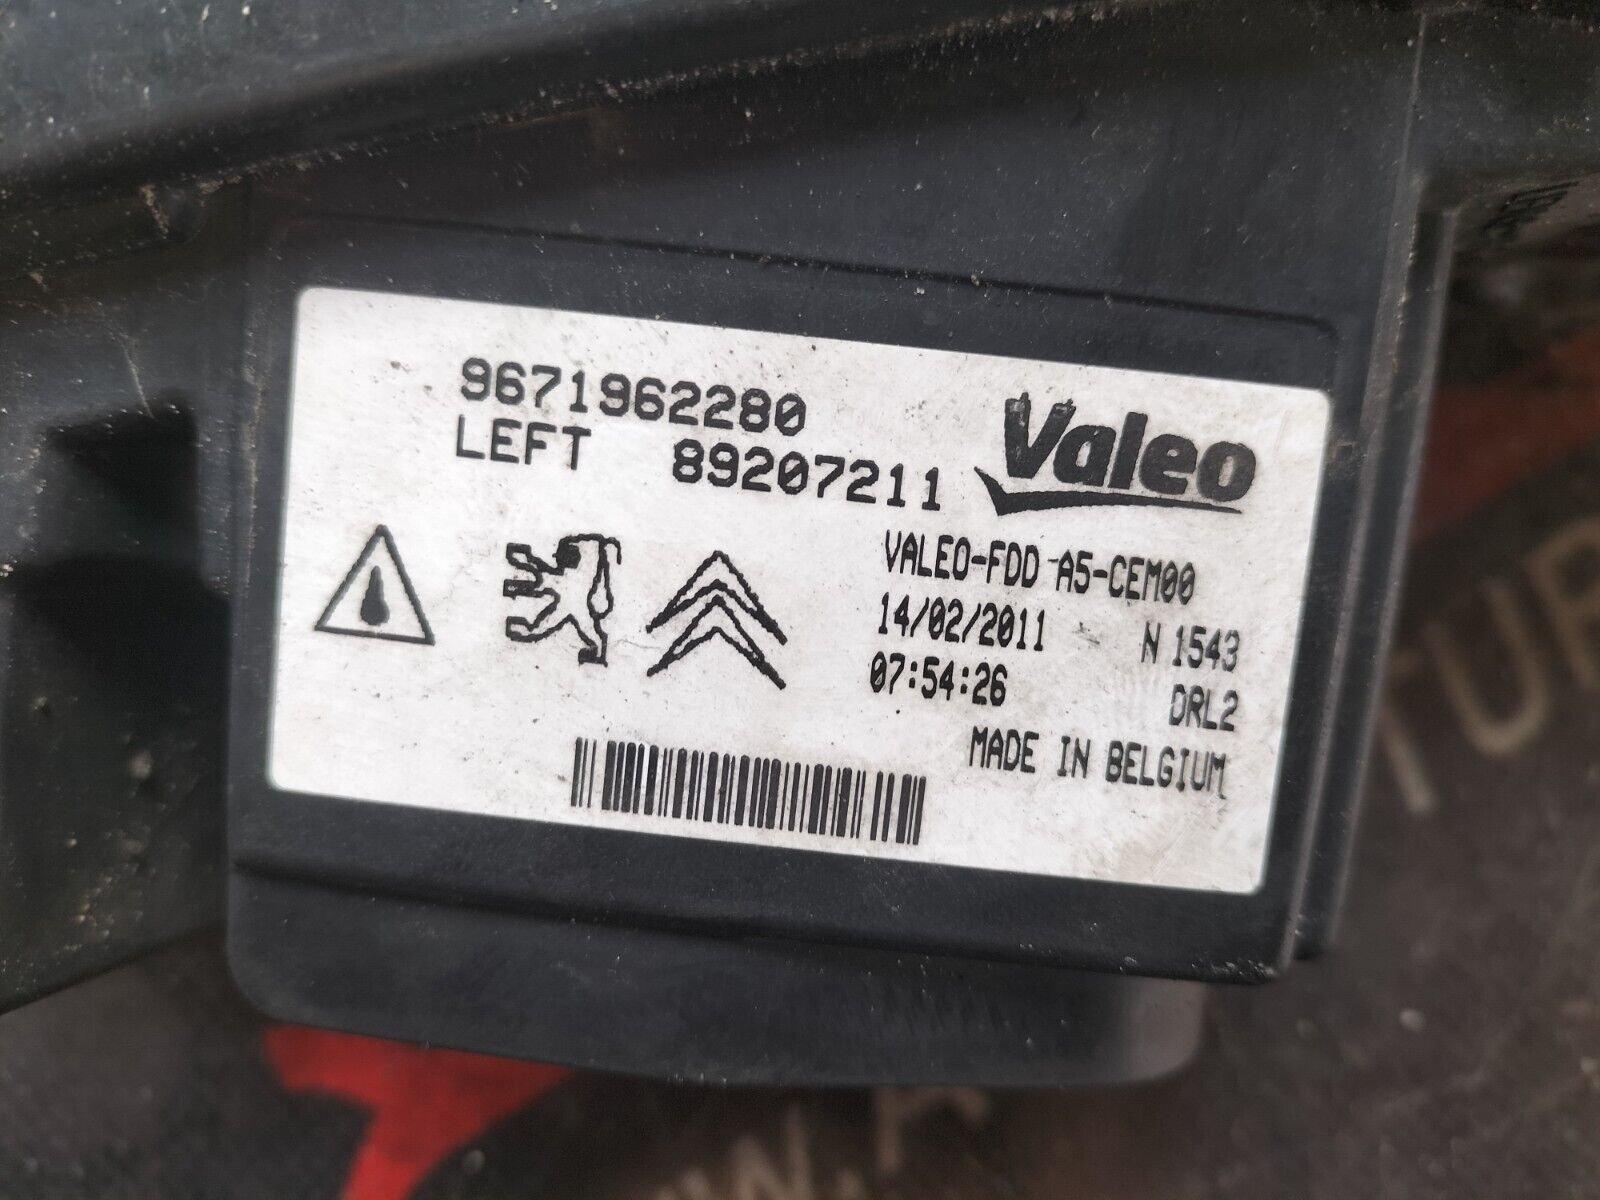 9671962280
LEFT 89207211
Valeo
VALEO-FDD A5-CEM00
14/02/2011 N 1543
07:54:26 DRL2
MADE IN BELGIUM